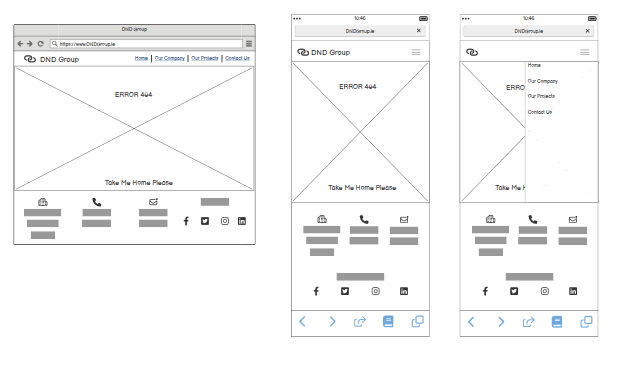 DND Group
https://www.DNDGroup.ie
DND Group
Home | Our Company | Our Projects | Contact Us
ERROR 404
Take Me Home Please
10:46
DNDGroup.ie ×
DND Group
ERROR 404
Take Me Home Please
10:46
DNDGroup.ie ×
Home
Our Company
ERRO
Our Projects
Contact Us
Take Me H